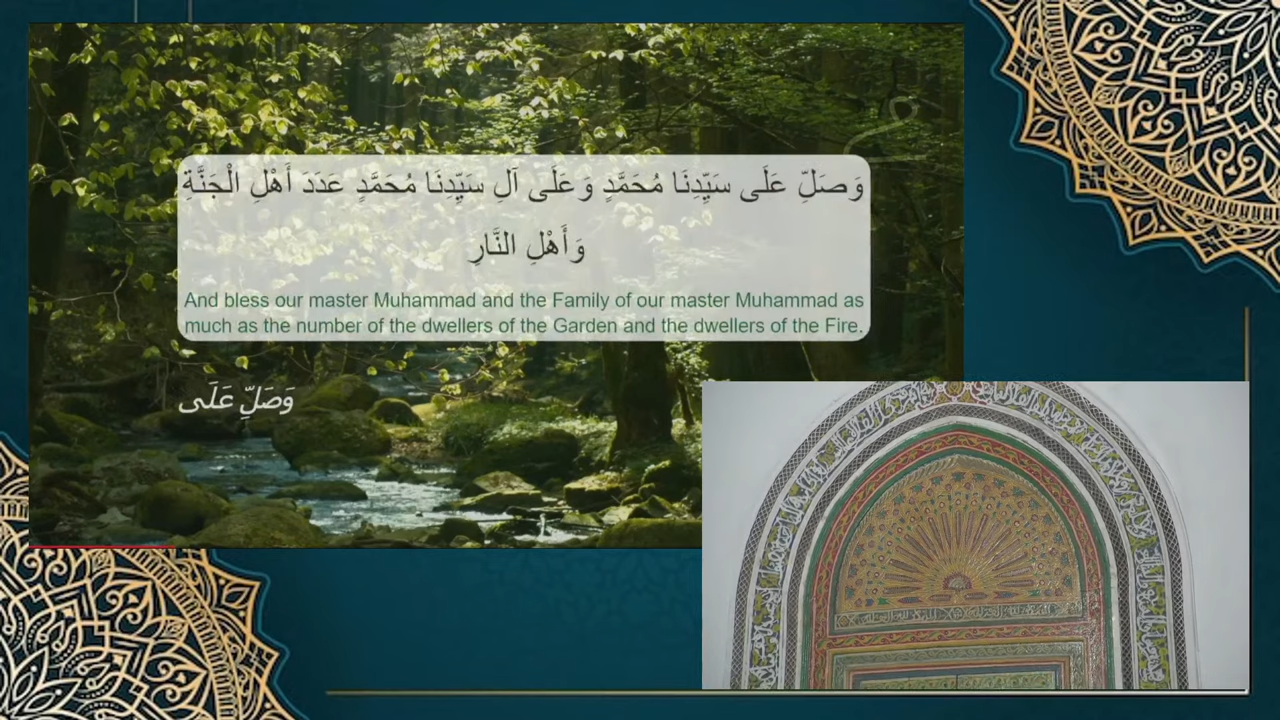 وَصَلِّ عَلَى سَيِّدِنَا مُحَمَّدٍ وَعَلَى آلِ سَيِّدِنَا مُحَمَّدٍ عَدَدَ أَهْلِ الْجَنَّةِ
وَأَهْلِ النَّارِ
And bless our master Muhammad and the Family of our master Muhammad as
much as the number of the dwellers of the Garden and the dwellers of the Fire.
وَصَلِّ عَلَى